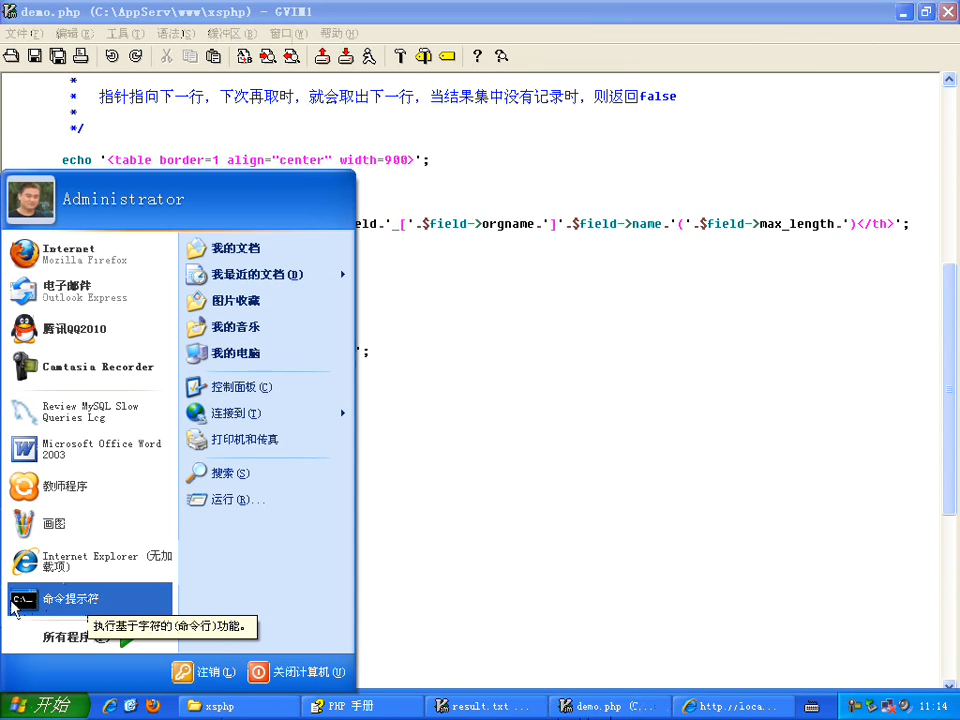 demo.php (C:\AppServ\www\xsphp) - GVIM1
文件(F) 编辑(E) 工具(T) 语法(S) 缓冲区(B) 窗口(W) 帮助(H)
*
* 指针指向下一行，下次再取时，就会取出下一行，当结果集中没有记录时，则返回false
*
*/
echo '<table border=1 align="center" width=900>';
Administrator
eld.'_['.$field->orgname.']'.$field->name.'('.$field->max_length.')</th>';
Internet
Mozilla Firefox
电子邮件
Outlook Express
腾讯QQ2010
Camtasia Recorder
Review MySQL Slow
Queries Log
Microsoft Office Word
2003
教师程序
画图
Internet Explorer (无加
载项)
命令提示符
执行基于字符的(命令行)功能。
所有程序
我的文档
我最近的文档(D)
图片收藏
我的音乐
我的电脑
控制面板(C)
连接到(T)
打印机和传真
搜索(S)
运行(R)...
';
注销(L)
关闭计算机(U)
开始
xsphp
PHP 手册
result.txt ...
demo.php (C...
http://loca...
11:14